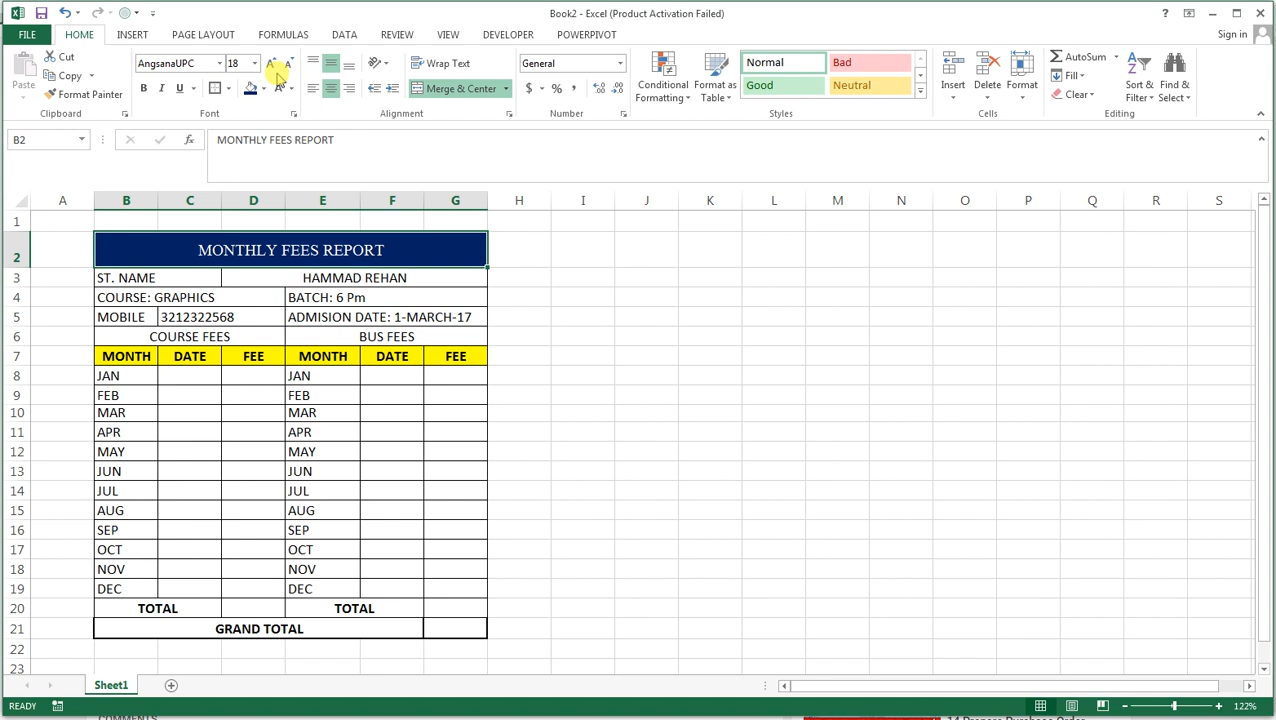 Book2 - Excel (Product Activation Failed)
Sign in
FILE HOME INSERT PAGE LAYOUT FORMULAS DATA REVIEW VIEW DEVELOPER POWERPIVOT
Paste
Cut
Copy
Format Painter
Clipboard
AngsanaUPC 18
B I U
Font
Wrap Text
Merge & Center
Alignment
General
$ % ,
Number
Conditional Formatting
Format as Table
Normal Bad
Good Neutral
Styles
Insert Delete Format
Cells
AutoSum
Fill
Clear
Sort & Filter
Find & Select
Editing
B2 fx MONTHLY FEES REPORT
A B C D E F G H I J K L M N O P Q R S
1
2 MONTHLY FEES REPORT
3 ST. NAME HAMMAD REHAN
4 COURSE: GRAPHICS BATCH: 6 Pm
5 MOBILE 3212322568 ADMISION DATE: 1-MARCH-17
6 COURSE FEES BUS FEES
7 MONTH DATE FEE MONTH DATE FEE
8 JAN JAN
9 FEB FEB
10 MAR MAR
11 APR APR
12 MAY MAY
13 JUN JUN
14 JUL JUL
15 AUG AUG
16 SEP SEP
17 OCT OCT
18 NOV NOV
19 DEC DEC
20 TOTAL TOTAL
21 GRAND TOTAL
22
23
Sheet1
READY 122%
COMMENTS
14 Prepare Purchase Order